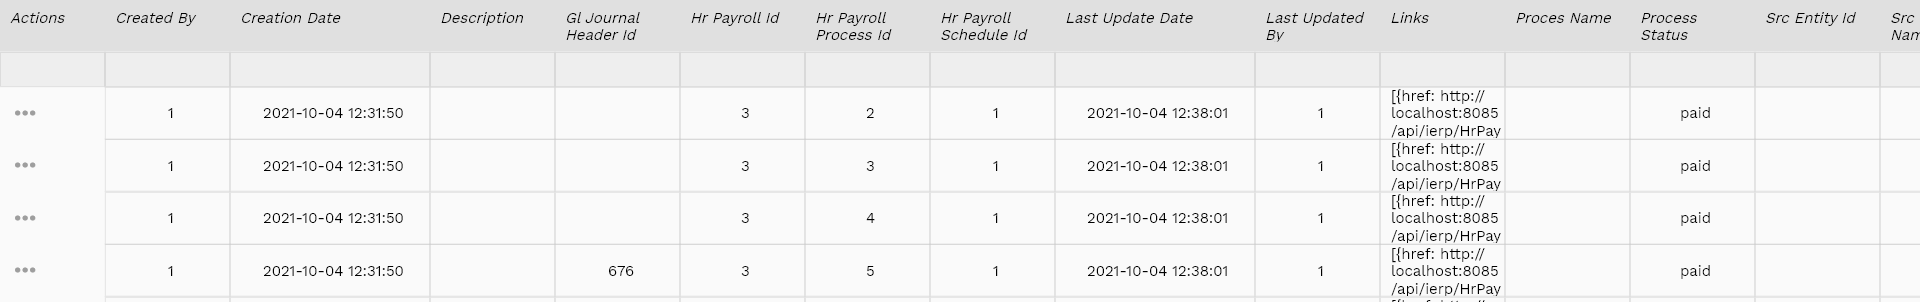 Actions Created By Creation Date Description Gl Journal Hr Payroll Id Hr Payroll Hr Payroll Last Update Date Last Updated Links Proces Name Process Src Entity Id Src
Header Id Process Id Schedule Id By Status
[{href: http://
1 2021-10-04 12:31:50 3 2 1 2021-10-04 12:38:01 1 localhost:8085 paid
/api/ierp/HrPay
[{href: http://
1 2021-10-04 12:31:50 3 3 1 2021-10-04 12:38:01 1 localhost:8085 paid
/api/ierp/HrPay
[{href: http://
1 2021-10-04 12:31:50 3 4 1 2021-10-04 12:38:01 1 localhost:8085 paid
/api/ierp/HrPay
[{href: http://
1 2021-10-04 12:31:50 676 3 5 1 2021-10-04 12:38:01 1 localhost:8085 paid
/api/ierp/HrPay